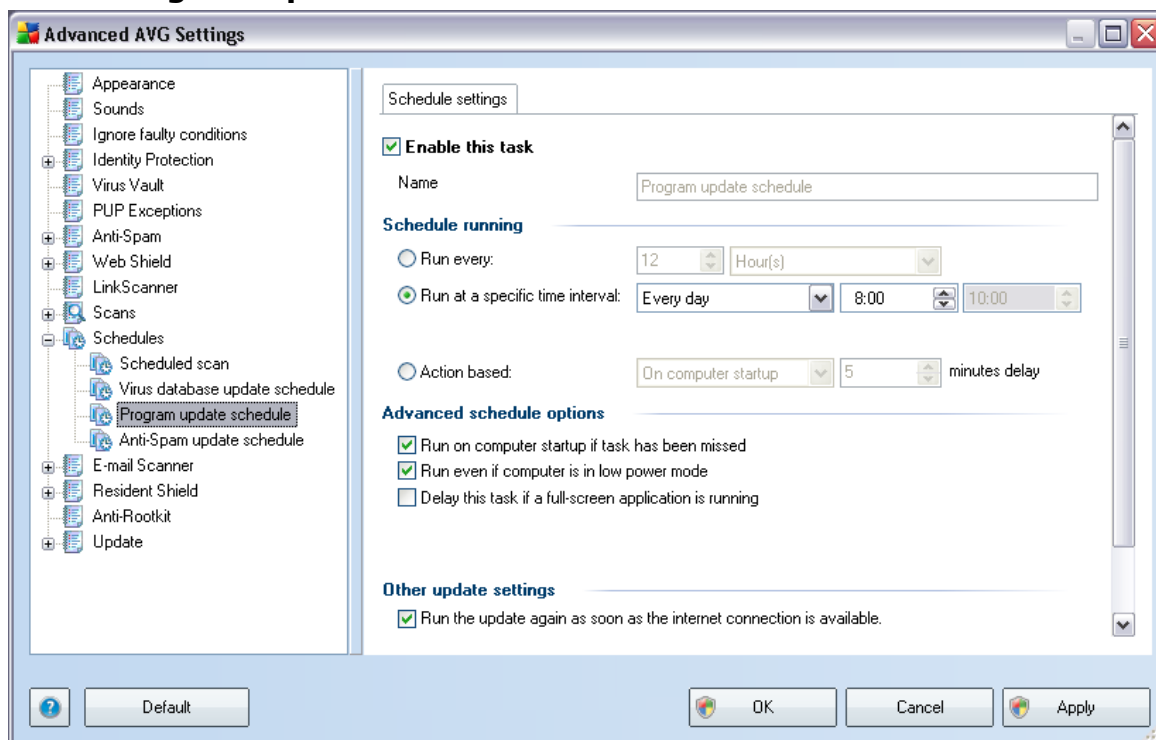 Advanced AVG Settings
Appearance
Sounds
Ignore faulty conditions
Identity Protection
Virus Vault
PUP Exceptions
Anti-Spam
Web Shield
LinkScanner
Scans
Schedules
Scheduled scan
Virus database update schedule
Program update schedule
Anti-Spam update schedule
E-mail Scanner
Resident Shield
Anti-Rootkit
Update
Schedule settings
Enable this task
Name Program update schedule
Schedule running
Run every: 12 Hour(s)
Run at a specific time interval: Every day 8:00 10:00
Action based: On computer startup 5 minutes delay
Advanced schedule options
Run on computer startup if task has been missed
Run even if computer is in low power mode
Delay this task if a full-screen application is running
Other update settings
Run the update again as soon as the internet connection is available.
? Default OK Cancel Apply